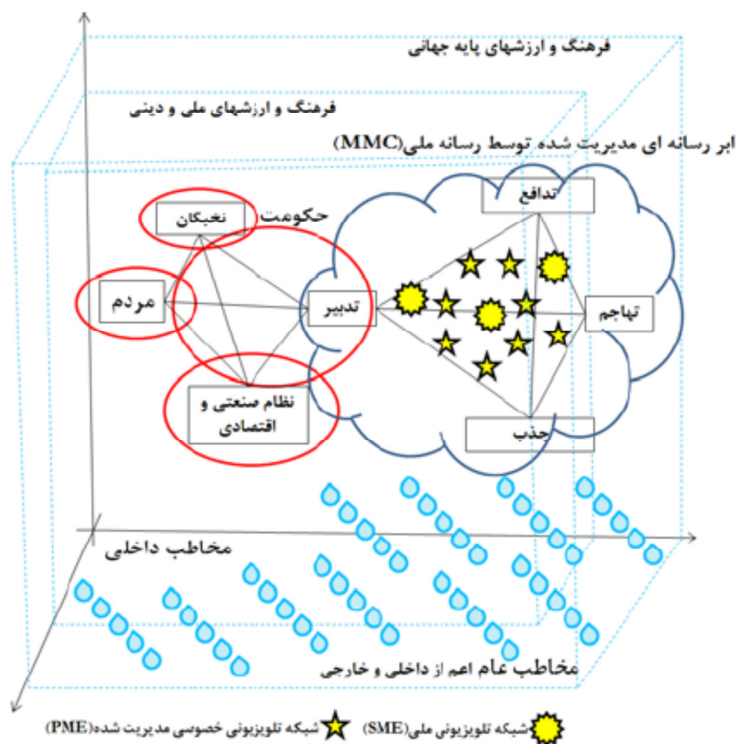 فرهنگ و ارزشهای پایه جهانی
فرهنگ و ارزشهای ملی و دینی
ابر رسانه ای مدیریت شده توسط رسانه ملی(MMC)
تدافع
نخبگان
حکومت
مردم
تدبیر
تهاجم
نظام صنعتی و
اقتصادی
جذب
مخاطب داخلی
مخاطب عام اعم از داخلی و خارجی
شبکه تلویزیونی ملی(SME)
شبکه تلویزیونی خصوصی مدیریت شده(PME)